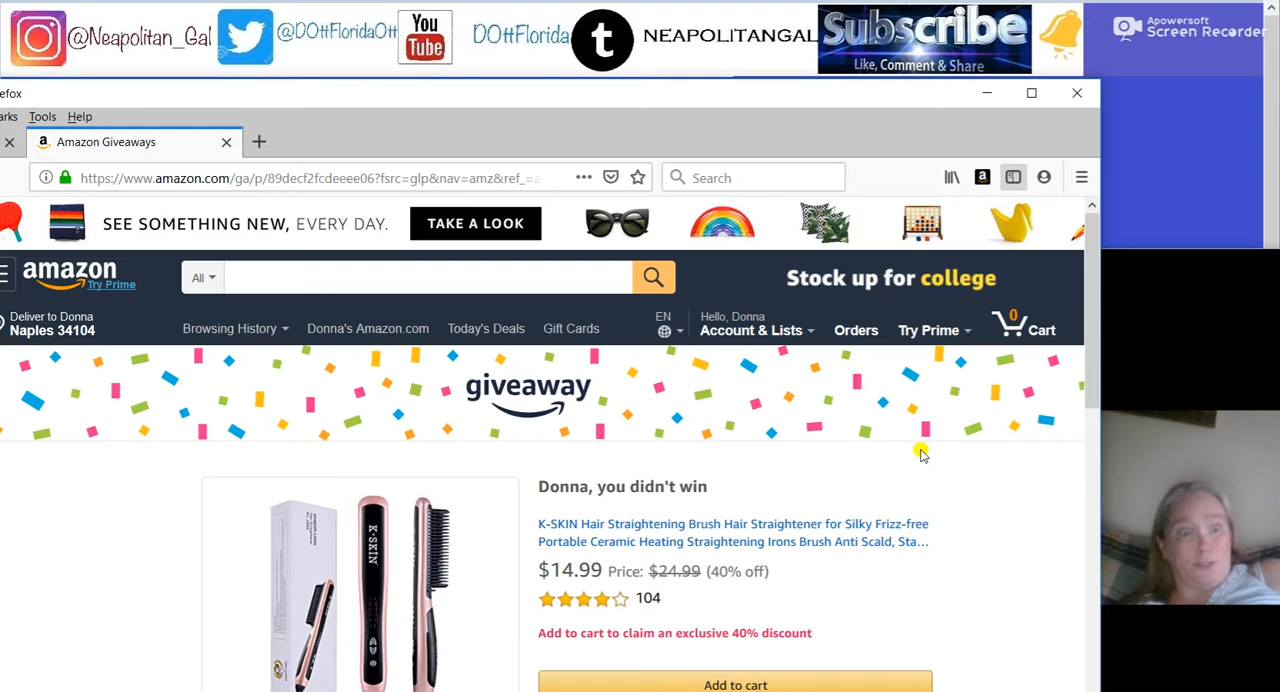 @Neapolitan_Gal
@DOttFloridaOtt
You
Tube
DOttFlorida
t
NEAPOLITANGAL
Subscribe
Like, Comment & Share
Apowersoft
Screen Recorder
efox
arks Tools Help
a Amazon Giveaways
https://www.amazon.com/ga/p/89decf2fcdeeee06?fsrc=glp&nav=amz&ref_=a
Search
a
SEE SOMETHING NEW, EVERY DAY.
TAKE A LOOK
amazon
Try Prime
All
Stock up for college
Deliver to Donna
Naples 34104
Browsing History
Donna's Amazon.com
Today's Deals
Gift Cards
EN
Hello, Donna
Account & Lists
Orders
Try Prime
0
Cart
giveaway
Donna, you didn't win
K-SKIN Hair Straightening Brush Hair Straightener for Silky Frizz-free
Portable Ceramic Heating Straightening Irons Brush Anti Scald, Sta...
$14.99 Price: $24.99 (40% off)
104
Add to cart to claim an exclusive 40% discount
Add to cart
K-SKIN